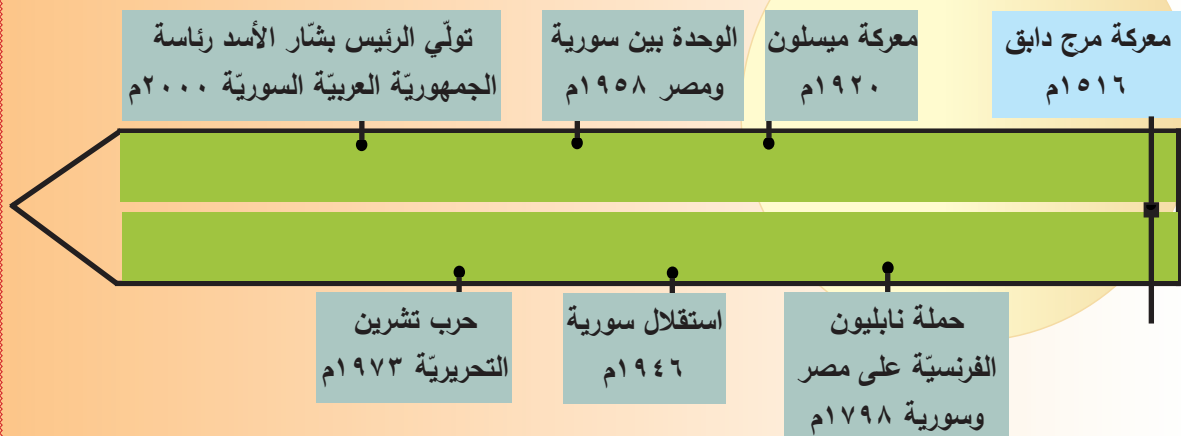 معركة مرج دابق
١٥١٦م
معركة ميسلون
١٩٢٠م
الوحدة بين سورية
ومصر ١٩٥٨م
تولّي الرئيس بشّار الأسد رئاسة
الجمهوريّة العربيّة السوريّة ٢٠٠٠م
حملة نابليون
الفرنسيّة على مصر
وسورية ١٧٩٨م
استقلال سورية
١٩٤٦م
حرب تشرين
التحريريّة ١٩٧٣م